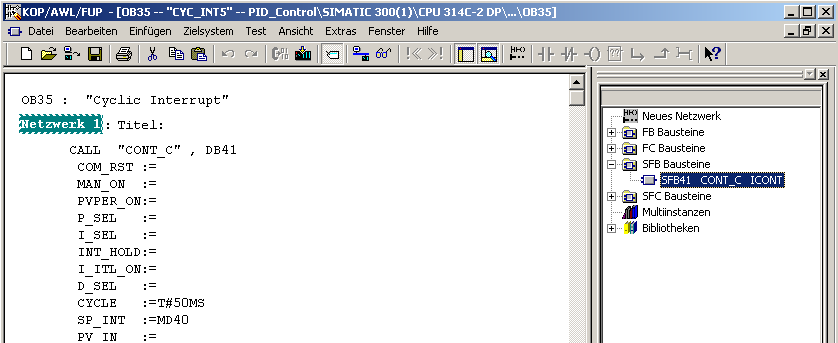 KOP/AWL/FUP - [OB35 -- "CYC_INT5" -- PID_Control\SIMATIC 300(1)\CPU 314C-2 DP\...\OB35]
Datei Bearbeiten Einfügen Zielsystem Test Ansicht Extras Fenster Hilfe
OB35 : "Cyclic Interrupt"
Netzwerk 1: Titel:
CALL "CONT_C" , DB41
COM_RST :=
MAN_ON :=
PVPER_ON:=
P_SEL :=
I_SEL :=
INT_HOLD:=
I_ITL_ON:=
D_SEL :=
CYCLE :=T#50MS
SP_INT :=MD40
PV_IN :=
Neues Netzwerk
FB Bausteine
FC Bausteine
SFB Bausteine
SFB41 CONT_C ICONT
SFC Bausteine
Multiinstanzen
Bibliotheken